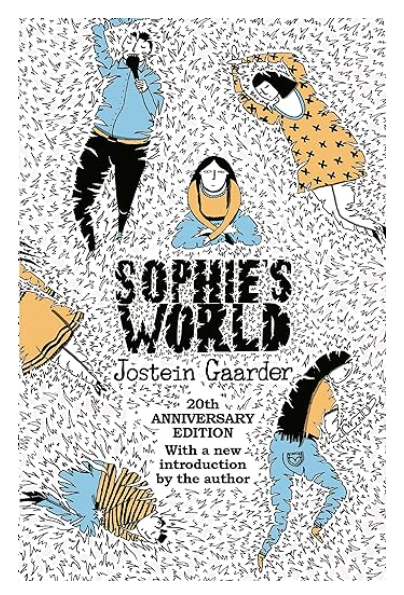 SOPHIE'S
WORLD
Jostein Gaarder
20th
ANNIVERSARY
EDITION
With a new
introduction
by the author